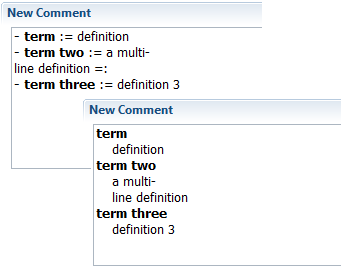 New Comment
- term := definition
- term two := a multi-
line definition =:
- term three := definition 3
New Comment
term
definition
term two
a multi-
line definition
term three
definition 3